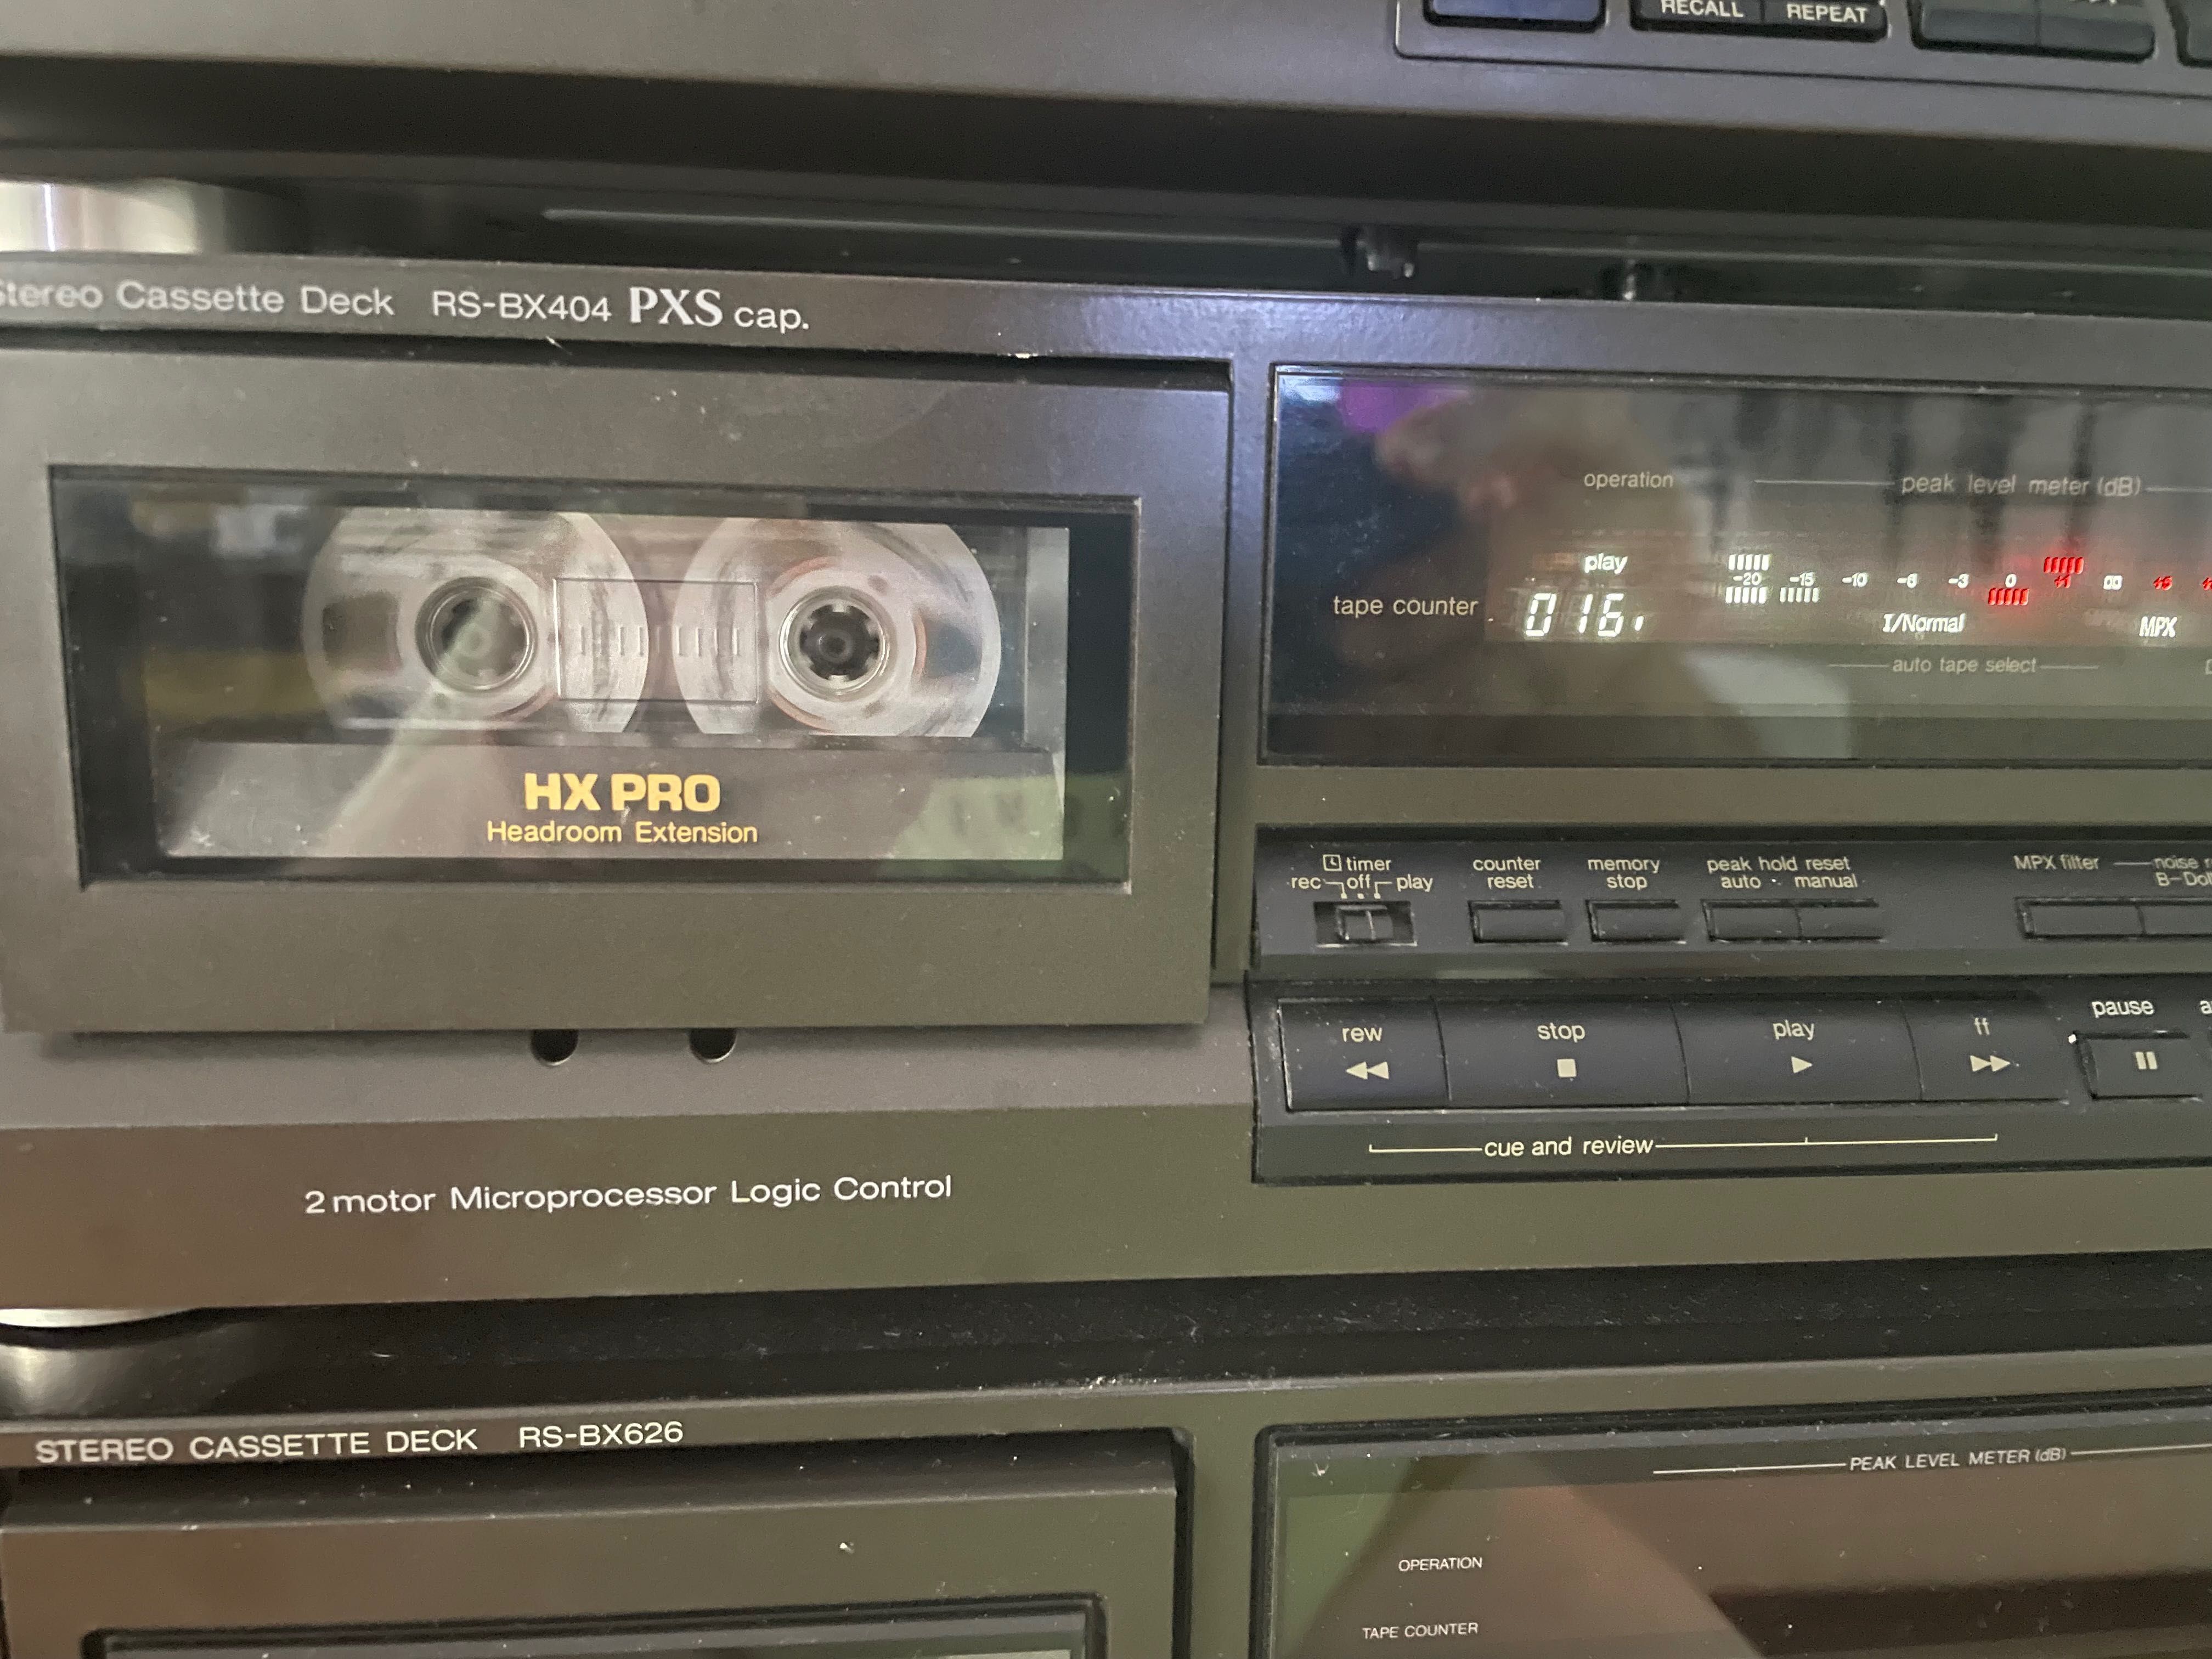 RECALL REPEAT
Stereo Cassette Deck RS-BX404 PXS cap.
operation
peak level meter (dB)
play
-20 -15 -10 -6 -3 0
tape counter
016
I/Normal
MPX
auto tape select
HX PRO
Headroom Extension
timer
rec off play
counter
reset
memory
stop
peak hold reset
auto · manual
MPX filter
noise
rew
stop
play
ff
pause
cue and review
2 motor Microprocessor Logic Control
STEREO CASSETTE DECK RS-BX626
PEAK LEVEL METER (dB)
OPERATION
TAPE COUNTER